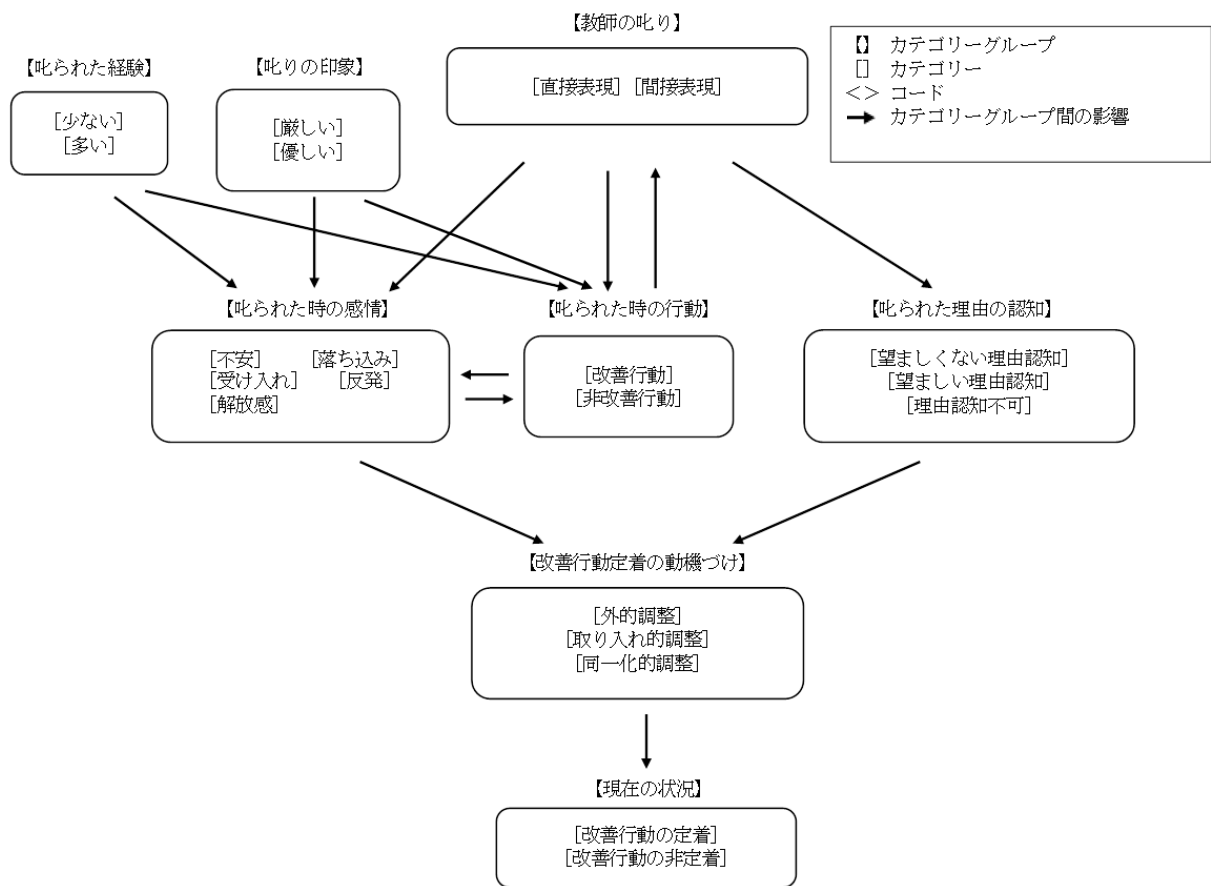 【教師の叱り】
[直接表現] [間接表現]
【】 カテゴリーグループ
[] カテゴリー
<> コード
カテゴリーグループ間の影響
【叱られた経験】
[少ない]
[多い]
【叱りの印象】
[厳しい]
[優しい]
【叱られた時の感情】
[不安] [落ち込み]
[受け入れ] [反発]
[解放感]
【叱られた時の行動】
[改善行動]
[非改善行動]
【叱られた理由の認知】
[望ましくない理由認知]
[望ましい理由認知]
[理由認知不可]
【改善行動定着の動機づけ】
[外的調整]
[取り入れ的調整]
[同一化的調整]
【現在の状況】
[改善行動の定着]
[改善行動の非定着]